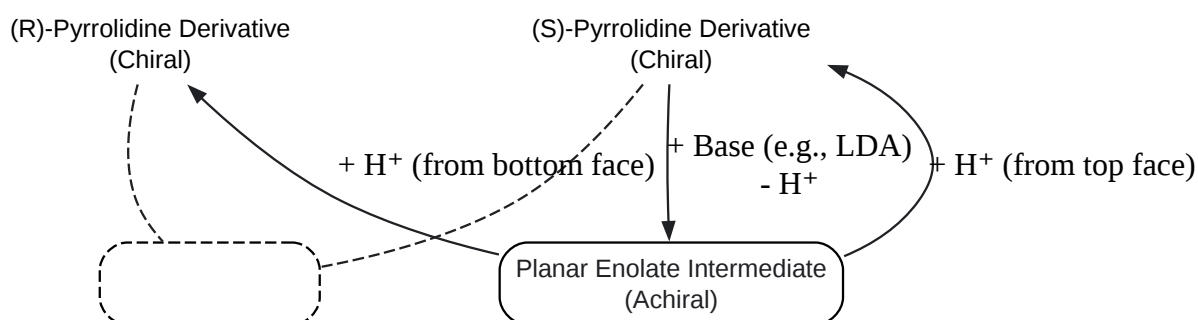 (R)-Pyrrolidine Derivative
(Chiral)
(S)-Pyrrolidine Derivative
(Chiral)
+ H⁺ (from bottom face)
+ Base (e.g., LDA)
- H⁺
+ H⁺ (from top face)
Planar Enolate Intermediate
(Achiral)